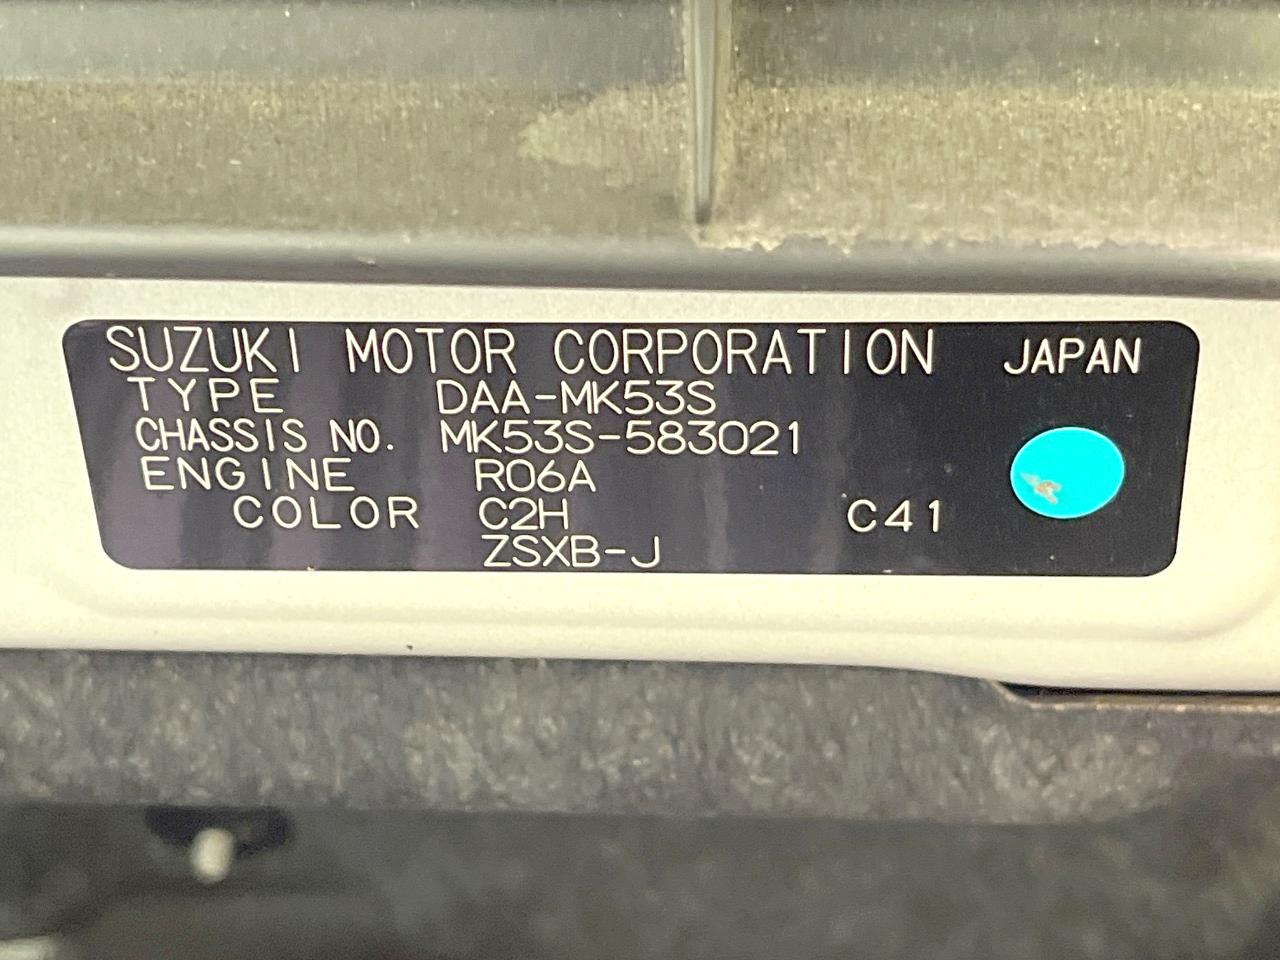 SUZUKI MOTOR CORPORATION JAPAN
TYPE DAA-MK53S
CHASSIS NO. MK53S-583021
ENGINE R06A
COLOR C2H C41
ZSXB-J